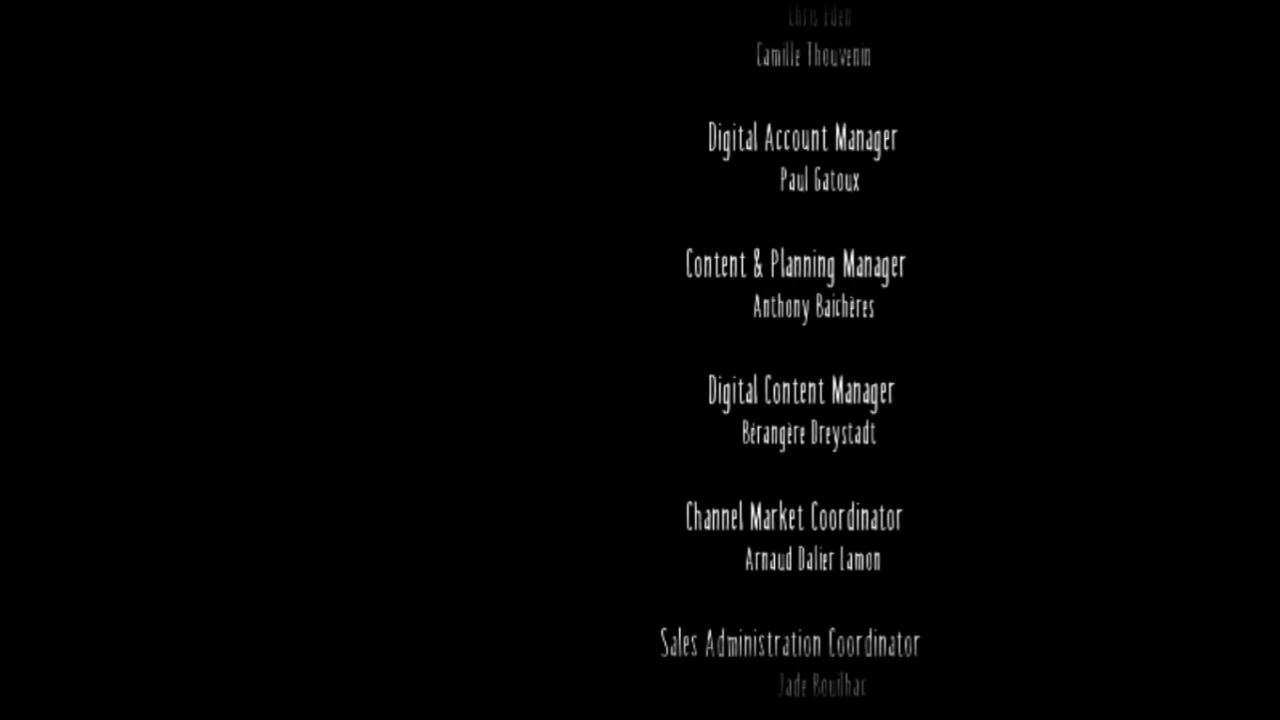 Chris Eden
Camille Thouvenin
Digital Account Manager
Paul Gatoux
Content & Planning Manager
Anthony Baichères
Digital Content Manager
Bérangère Dreystadt
Channel Market Coordinator
Arnaud Dalier Lamon
Sales Administration Coordinator
Jade Bouilhac